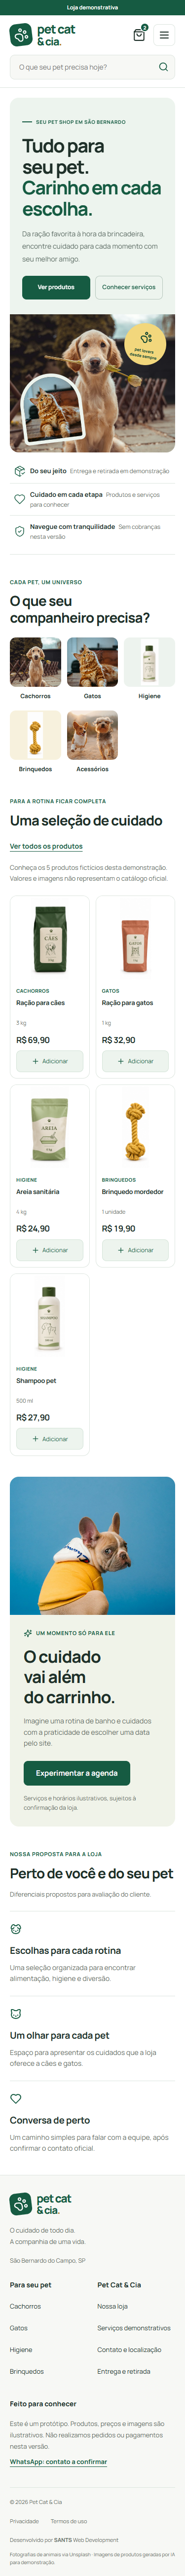 Loja demonstrativa
pet cat
& cia.
2
O que seu pet precisa hoje?
SEU PET SHOP EM SÃO BERNARDO
Tudo para
seu pet.
Carinho em cada
escolha.
Da ração favorita à hora da brincadeira,
encontre cuidado para cada momento com
seu melhor amigo.
Ver produtos
Conhecer serviços
pet lovers
desde sempre
Do seu jeito Entrega e retirada em demonstração
Cuidado em cada etapa Produtos e serviços
para conhecer
Navegue com tranquilidade Sem cobranças
nesta versão
CADA PET, UM UNIVERSO
O que seu
companheiro precisa?
Cachorros
Gatos
Higiene
Brinquedos
Acessórios
PARA A ROTINA FICAR COMPLETA
Uma seleção de cuidado
Ver todos os produtos
Conheça os 5 produtos fictícios desta demonstração.
Valores e imagens não representam o catálogo oficial.
CÃES
CACHORROS
Ração para cães
3 kg
R$ 69,90
Adicionar
GATOS
GATOS
Ração para gatos
1 kg
R$ 32,90
Adicionar
AREIA
HIGIENE
Areia sanitária
4 kg
R$ 24,90
Adicionar
BRINQUEDOS
Brinquedo mordedor
1 unidade
R$ 19,90
Adicionar
SHAMPOO
HIGIENE
Shampoo pet
500 ml
R$ 27,90
Adicionar
UM MOMENTO SÓ PARA ELE
O cuidado
vai além
do carrinho.
Imagine uma rotina de banho e cuidados
com a praticidade de escolher uma data
pelo site.
Experimentar a agenda
Serviços e horários ilustrativos, sujeitos à
confirmação da loja.
NOSSA PROPOSTA PARA A LOJA
Perto de você e do seu pet
Diferenciais propostos para avaliação do cliente.
Escolhas para cada rotina
Uma seleção organizada para encontrar
alimentação, higiene e diversão.
Um olhar para cada pet
Espaço para apresentar os cuidados que a loja
oferece a cães e gatos.
Conversa de perto
Um caminho simples para falar com a equipe, após
confirmar o contato oficial.
pet cat
& cia.
O cuidado de todo dia.
A companhia de uma vida.
São Bernardo do Campo, SP
Para seu pet
Cachorros
Gatos
Higiene
Brinquedos
Pet Cat & Cia
Nossa loja
Serviços demonstrativos
Contato e localização
Entrega e retirada
Feito para conhecer
Este é um protótipo. Produtos, preços e imagens são
ilustrativos. Não realizamos pedidos ou pagamentos
nesta versão.
WhatsApp: contato a confirmar
© 2026 Pet Cat & Cia
Privacidade
Termos de uso
Desenvolvido por SANTS Web Development
Fotografias de animais via Unsplash · Imagens de produtos geradas por IA
para demonstração.